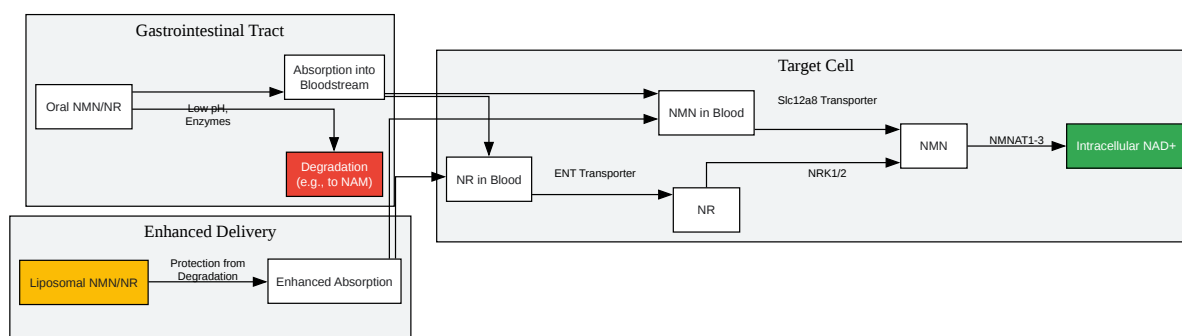 Gastrointestinal Tract
Oral NMN/NR
Absorption into
Bloodstream
Low pH,
Enzymes
Degradation
(e.g., to NAM)
Enhanced Delivery
Liposomal NMN/NR
Protection from
Degradation
Enhanced Absorption
Target Cell
NMN in Blood
Slc12a8 Transporter
NR in Blood
ENT Transporter
NR
NRK1/2
NMN
NMNAT1-3
Intracellular NAD+